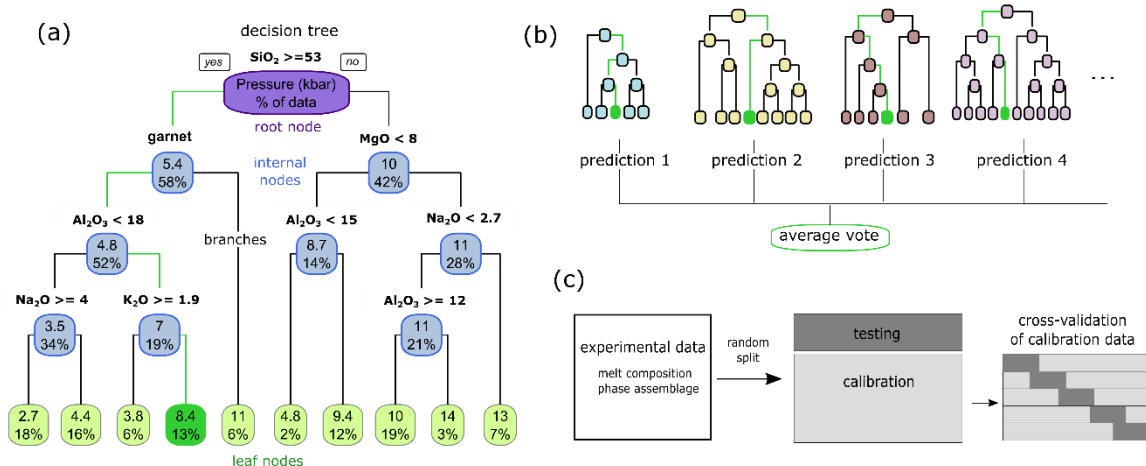 (a)
decision tree
SiO₂ >=53
yes
no
Pressure (kbar)
% of data
root node
garnet
MgO < 8
5.4
58%
internal
nodes
10
42%
Al₂O₃ < 18
branches
Al₂O₃ < 15
Na₂O < 2.7
4.8
52%
8.7
14%
11
28%
Na₂O >= 4
K₂O >= 1.9
Al₂O₃ >= 12
3.5
34%
7
19%
11
21%
2.7
18%
4.4
16%
3.8
6%
8.4
13%
11
6%
4.8
2%
9.4
12%
10
19%
14
3%
13
7%
leaf nodes
(b)
...
prediction 1
prediction 2
prediction 3
prediction 4
average vote
(c)
experimental data
melt composition
phase assemblage
random
split
testing
calibration
cross-validation
of calibration data